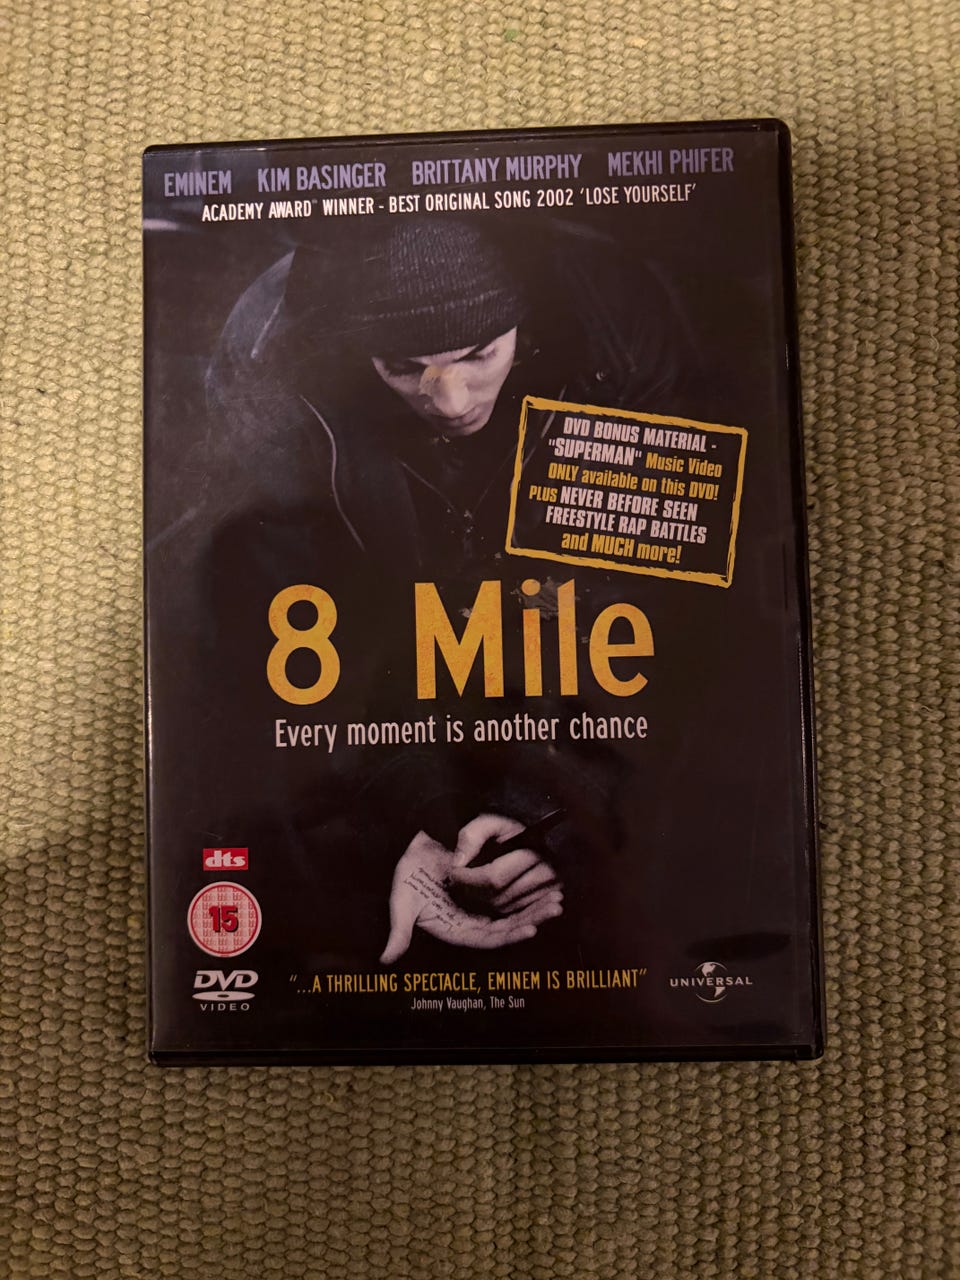 EMINEM KIM BASINGER BRITTANY MURPHY MEKHI PHIFER
ACADEMY AWARD™ WINNER - BEST ORIGINAL SONG 2002 'LOSE YOURSELF'
DVD BONUS MATERIAL -
"SUPERMAN" Music Video
ONLY available on this DVD!
PLUS NEVER BEFORE SEEN
FREESTYLE RAP BATTLES
and MUCH more!
8 Mile
Every moment is another chance
dts
15
DVD
VIDEO
"...A THRILLING SPECTACLE, EMINEM IS BRILLIANT"
Johnny Vaughan, The Sun
UNIVERSAL